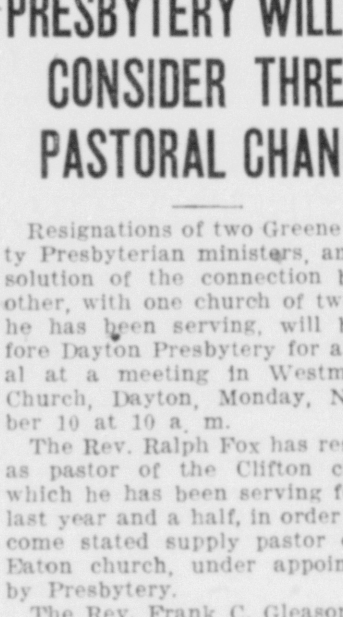 PRESBYTERY WILL
CONSIDER THRE
PASTORAL CHAN
Resignations of two Greene
ty Presbyterian ministers, an
solution of the connection b
other, with one church of tw
he has been serving, will b
fore Dayton Presbytery for a
al at a meeting in Westm
Church, Dayton, Monday, N
ber 10 at 10 a. m.
The Rev. Ralph Fox has re
as pastor of the Clifton c
which he has been serving f
last year and a half, in order
come stated supply pastor
Eaton church, under appoin
by Presbytery.
The Rev. Frank C. Gleason